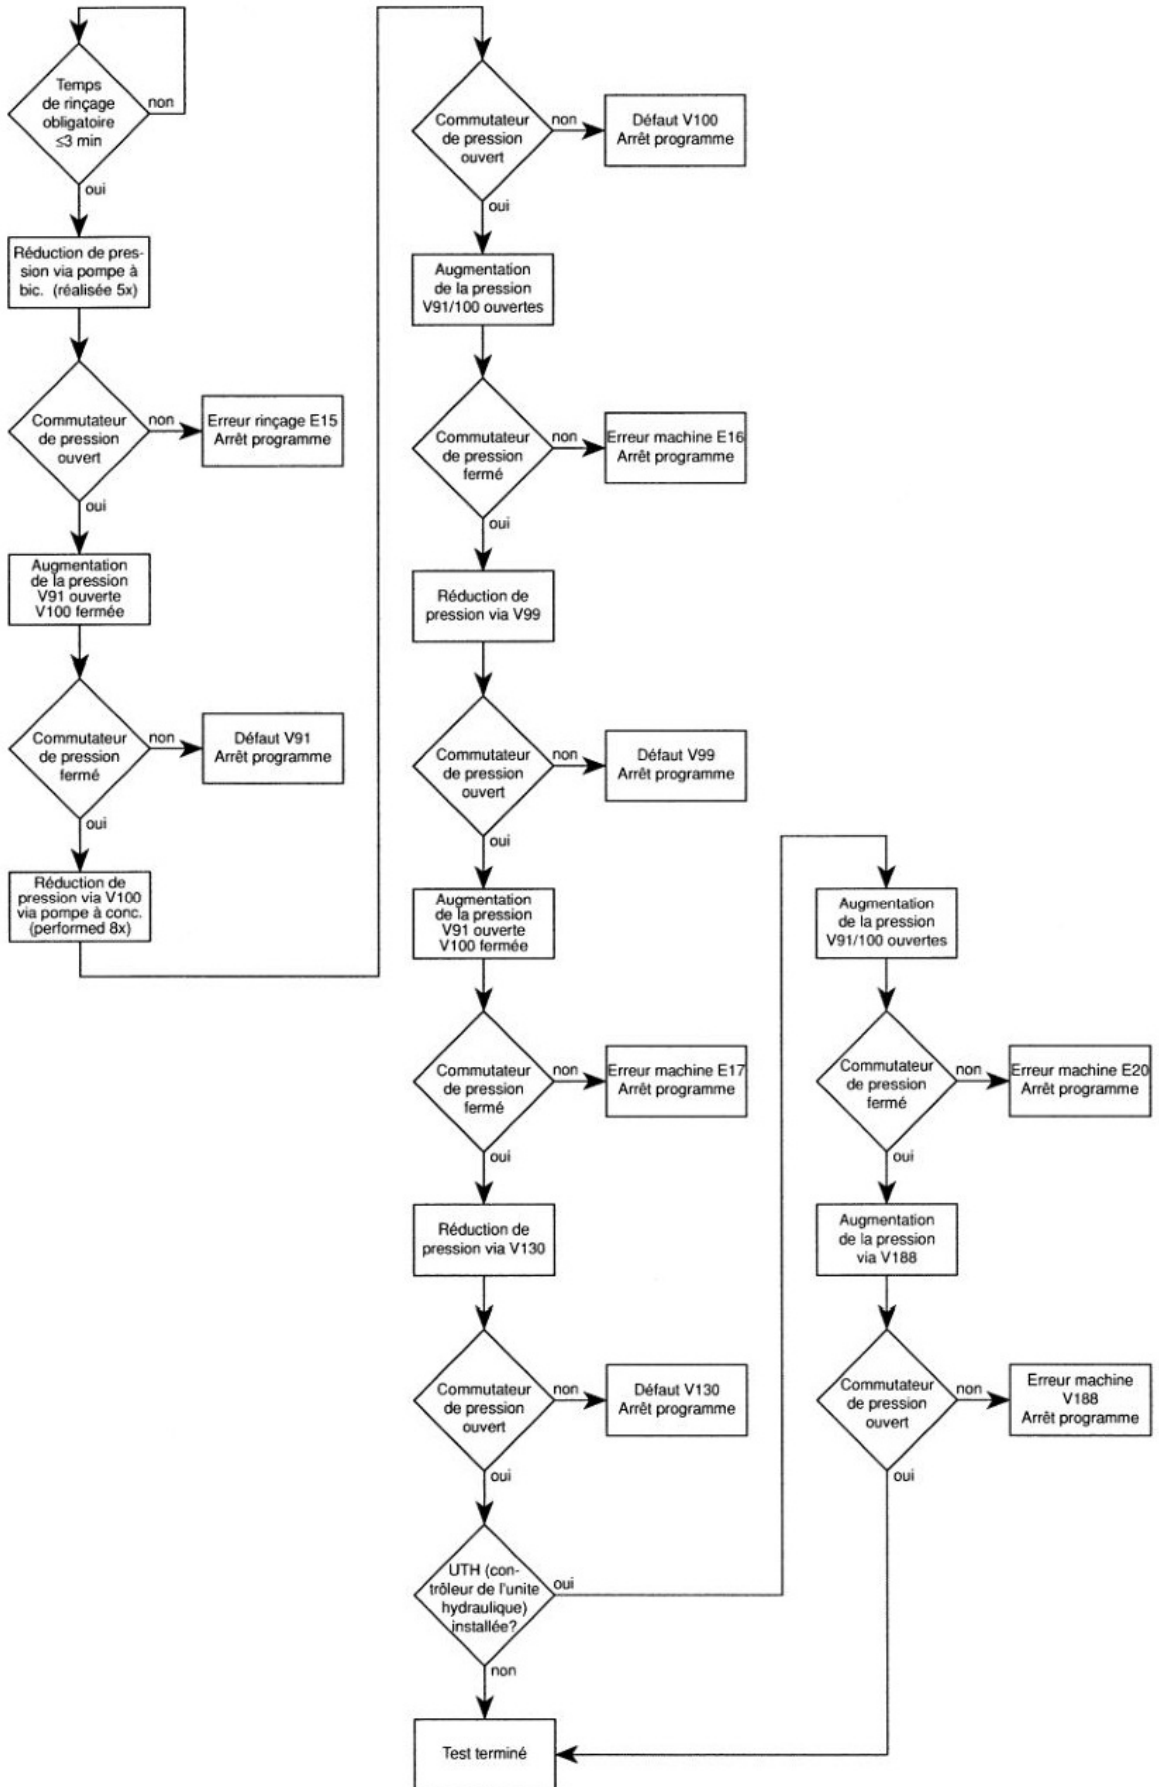 Temps
de rinçage
obligatoire
≤3 min
non
oui
Réduction de pres-
sion via pompe à
bic. (réalisée 5x)
Commutateur
de pression
ouvert
non
Erreur rinçage E15
Arrêt programme
oui
Augmentation
de la pression
V91 ouverte
V100 fermée
Commutateur
de pression
fermé
non
Défaut V91
Arrêt programme
oui
Réduction de
pression via V100
via pompe à conc.
(performed 8x)
Commutateur
de pression
ouvert
non
Défaut V100
Arrêt programme
oui
Augmentation
de la pression
V91/100 ouvertes
Commutateur
de pression
fermé
non
Erreur machine E16
Arrêt programme
oui
Réduction de
pression via V99
Commutateur
de pression
ouvert
non
Défaut V99
Arrêt programme
oui
Augmentation
de la pression
V91 ouverte
V100 fermée
Commutateur
de pression
fermé
non
Erreur machine E17
Arrêt programme
oui
Réduction de
pression via V130
Commutateur
de pression
ouvert
non
Défaut V130
Arrêt programme
oui
UTH (con-
trôleur de l'unite
hydraulique)
installée?
oui
non
Test terminé
Augmentation
de la pression
V91/100 ouvertes
Commutateur
de pression
fermé
non
Erreur machine E20
Arrêt programme
oui
Augmentation
de la pression
via V188
Commutateur
de pression
ouvert
non
Erreur machine
V188
Arrêt programme
oui